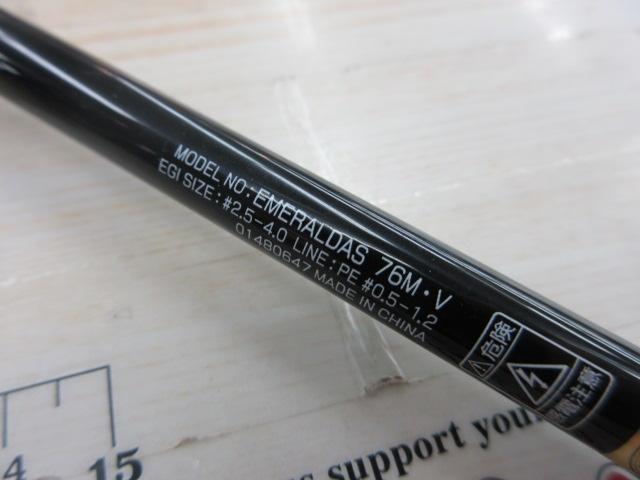 MODEL NO : EMERALDAS 76M・V
EGI SIZE : #2.5-4.0 LINE : PE #0.5-1.2
01480647 MADE IN CHINA
⚠危険
感電注意
4
15
support your